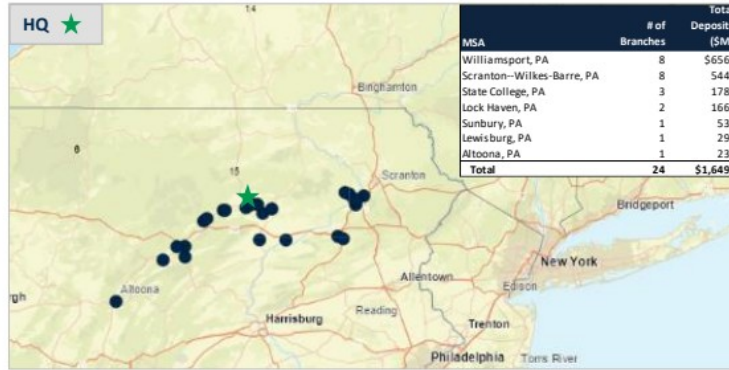 HQ
14
Tota
# of Deposit
MSA Branches ($M
Williamsport, PA 8 $656
Scranton--Wilkes-Barre, PA 8 544
State College, PA 3 178
Lock Haven, PA 2 166
Sunbury, PA 1 53
Lewisburg, PA 1 29
Altoona, PA 1 23
Total 24 $1,649
Binghamton
6
15
Scranton
Bridgeport
New York
Allentown
Edison
Altoona
gh
Reading
Harrisburg
Trenton
Philadelphia
Toms River